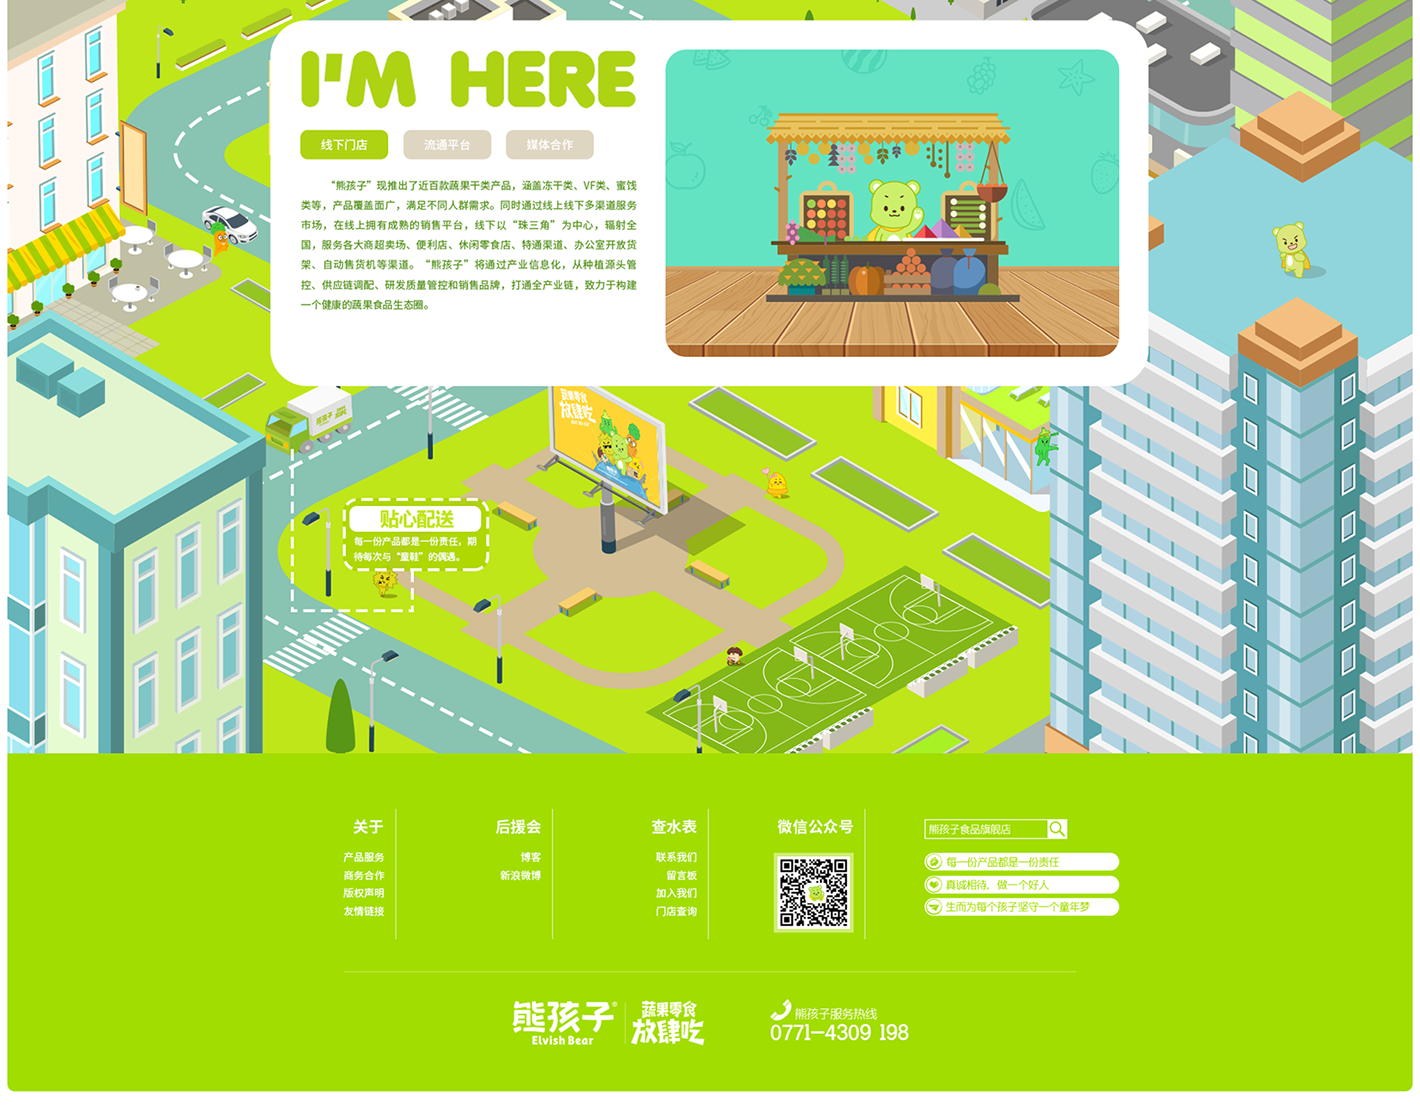 I'M HERE
线下门店
流通平台
媒体合作
“熊孩子”现推出了近百款蔬果干类产品，涵盖冻干类、VF类、蜜饯
类等，产品覆盖面广，满足不同人群需求。同时通过线上线下多渠道服务
市场，在线上拥有成熟的销售平台，线下以“珠三角”为中心，辐射全
国，服务各大商超卖场、便利店、休闲零食店、特通渠道、办公室开放货
架、自动售货机等渠道。“熊孩子”将通过产业信息化，从种植源头管
控、供应链调配、研发质量管控和销售品牌，打通全产业链，致力于构建
一个健康的蔬果食品生态圈。
蔬果零食
放肆吃
熊孩子
贴心配送
每一份产品都是一份责任，期
待每次与“童鞋”的偶遇。
关于
产品服务
商务合作
版权声明
友情链接
后援会
博客
新浪微博
查水表
联系我们
留言板
加入我们
门店查询
微信公众号
熊孩子食品旗舰店
每一份产品都是一份责任
真诚相待，做一个好人
生而为每个孩子坚守一个童年梦
熊孩子®
Elvish Bear
蔬果零食
放肆吃
熊孩子服务热线
0771-4309 198